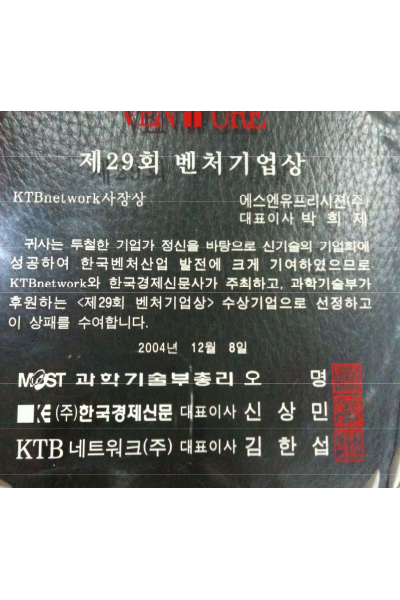 VENTURE
제29회 벤처기업상
KTBnetwork사장상
에스엔유프리시젼(주)
대표이사 박 희 제
귀사는 투철한 기업가 정신을 바탕으로 신기술의 기업화에
성공하여 한국벤처산업 발전에 크게 기여하였으므로
KTBnetwork와 한국경제신문사가 주최하고, 과학기술부가
후원하는 <제29회 벤처기업상> 수상기업으로 선정하고
이 상패를 수여합니다.
2004년 12월 8일
MOST 과학기술부총리 오 명
(주)한국경제신문 대표이사 신 상 민
KTB 네트워크(주) 대표이사 김 한 섭